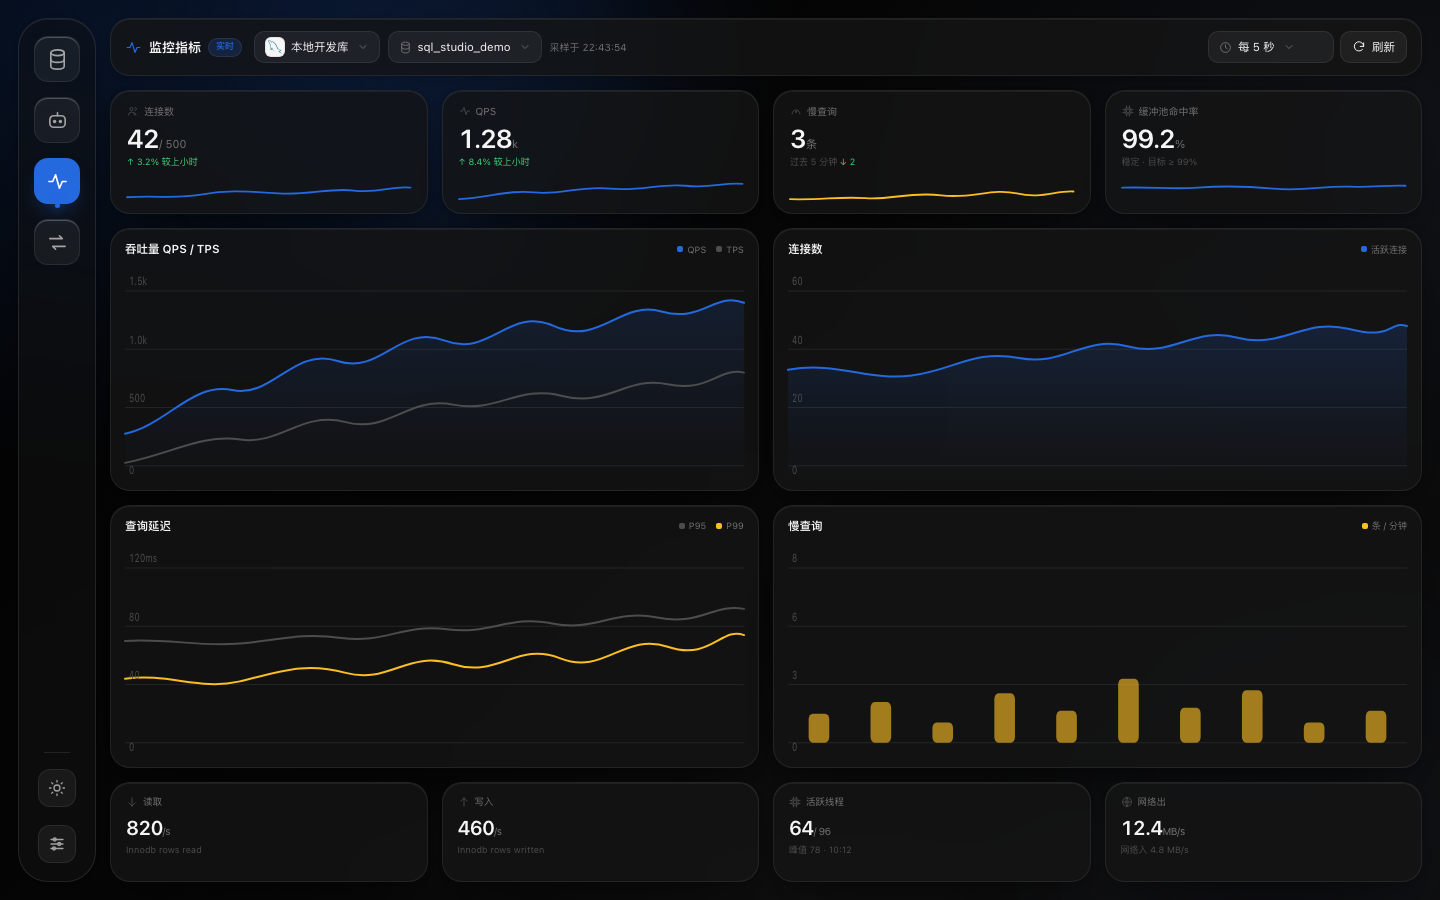 监控指标 实时 本地开发库 sql_studio_demo 采样于 22:43:54 每 5 秒 刷新
连接数
42 / 500
↑ 3.2% 较上小时
QPS
1.28k
↑ 8.4% 较上小时
慢查询
3条
过去 5 分钟 ↓ 2
缓冲池命中率
99.2%
稳定 · 目标 ≥ 99%
吞吐量 QPS / TPS
QPS TPS
1.5k
1.0k
500
0
连接数
活跃连接
60
40
20
0
查询延迟
P95 P99
120ms
80
40
0
慢查询
条 / 分钟
8
6
3
0
读取
820/s
Innodb rows read
写入
460/s
Innodb rows written
活跃线程
64 / 96
峰值 78 · 10:12
网络出
12.4MB/s
网络入 4.8 MB/s